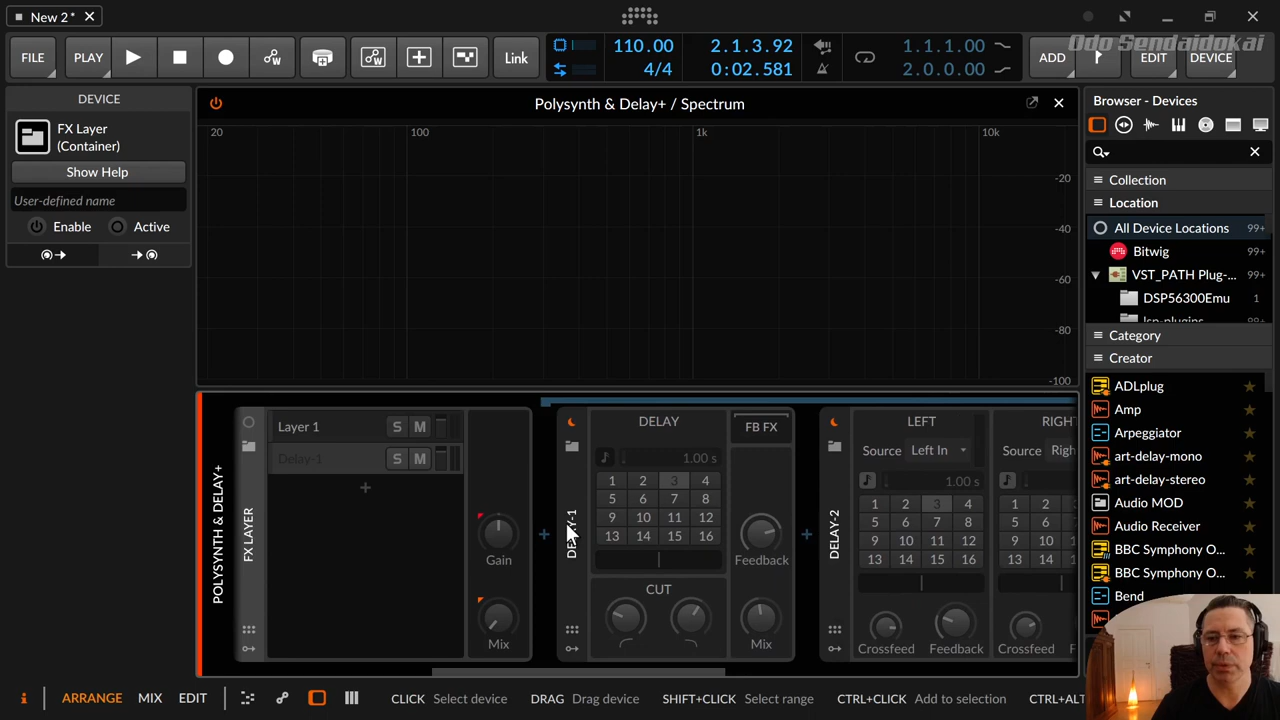 New 2*
FILE
PLAY
Link
110.00
4/4
2.1.3.92
0:02.581
1.1.1.00
2.0.0.00
Odo Sendaidokai
ADD
EDIT
DEVICE
DEVICE
FX Layer
(Container)
Show Help
User-defined name
Enable
Active
Polysynth & Delay+ / Spectrum
20
100
1k
10k
-20
-40
-60
-80
-100
POLYSYNTH & DELAY+
FX LAYER
Layer 1
S
M
Delay-1
S
M
+
Gain
Mix
DELAY-1
DELAY
1.00 s
1 2 3 4
5 6 7 8
9 10 11 12
13 14 15 16
CUT
FB FX
Feedback
Mix
DELAY-2
LEFT
Source Left In
1.00 s
1 2 3 4
5 6 7 8
9 10 11 12
13 14 15 16
Crossfeed
Feedback
RIGH
Source Righ
1 2 3
5 6 7
9 10 11
13 14 15
Crossfeed
Browser - Devices
Collection
Location
All Device Locations 99+
Bitwig 99+
VST_PATH Plug-... 99+
DSP56300Emu 1
lsp-plugins 99+
Category
Creator
ADLplug
Amp
Arpeggiator
art-delay-mono
art-delay-stereo
Audio MOD
Audio Receiver
BBC Symphony O...
BBC Symphony O...
Bend
i
ARRANGE
MIX
EDIT
CLICK Select device
DRAG Drag device
SHIFT+CLICK Select range
CTRL+CLICK Add to selection
CTRL+ALT